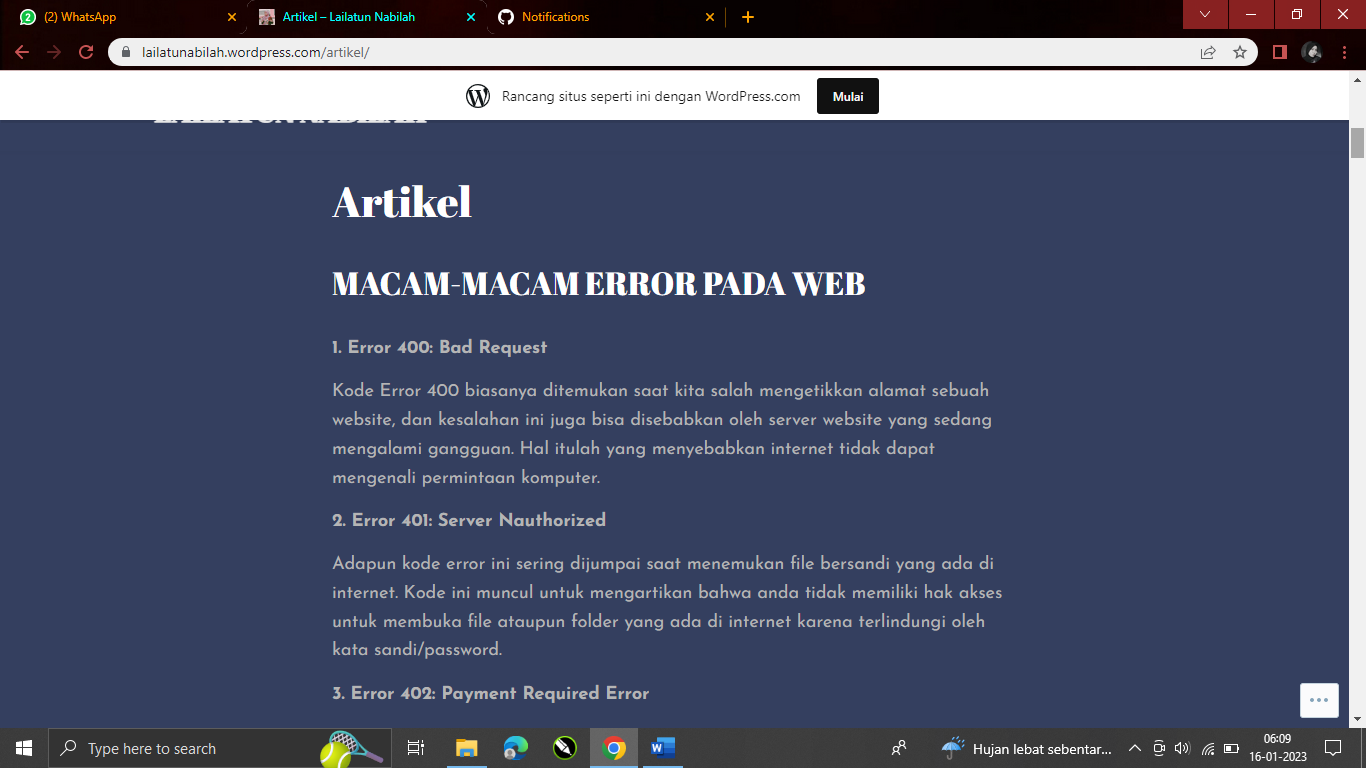 (2) WhatsApp
Artikel – Lailatun Nabilah
Notifications
lailatunabilah.wordpress.com/artikel/
Rancang situs seperti ini dengan WordPress.com
Mulai
Artikel
MACAM-MACAM ERROR PADA WEB
1. Error 400: Bad Request
Kode Error 400 biasanya ditemukan saat kita salah mengetikkan alamat sebuah
website, dan kesalahan ini juga bisa disebabkan oleh server website yang sedang
mengalami gangguan. Hal itulah yang menyebabkan internet tidak dapat
mengenali permintaan komputer.
2. Error 401: Server Nauthorized
Adapun kode error ini sering dijumpai saat menemukan file bersandi yang ada di
internet. Kode ini muncul untuk mengartikan bahwa anda tidak memiliki hak akses
untuk membuka file ataupun folder yang ada di internet karena terlindungi oleh
kata sandi/password.
3. Error 402: Payment Required Error
Type here to search
Hujan lebat sebentar...
06:09
16-01-2023